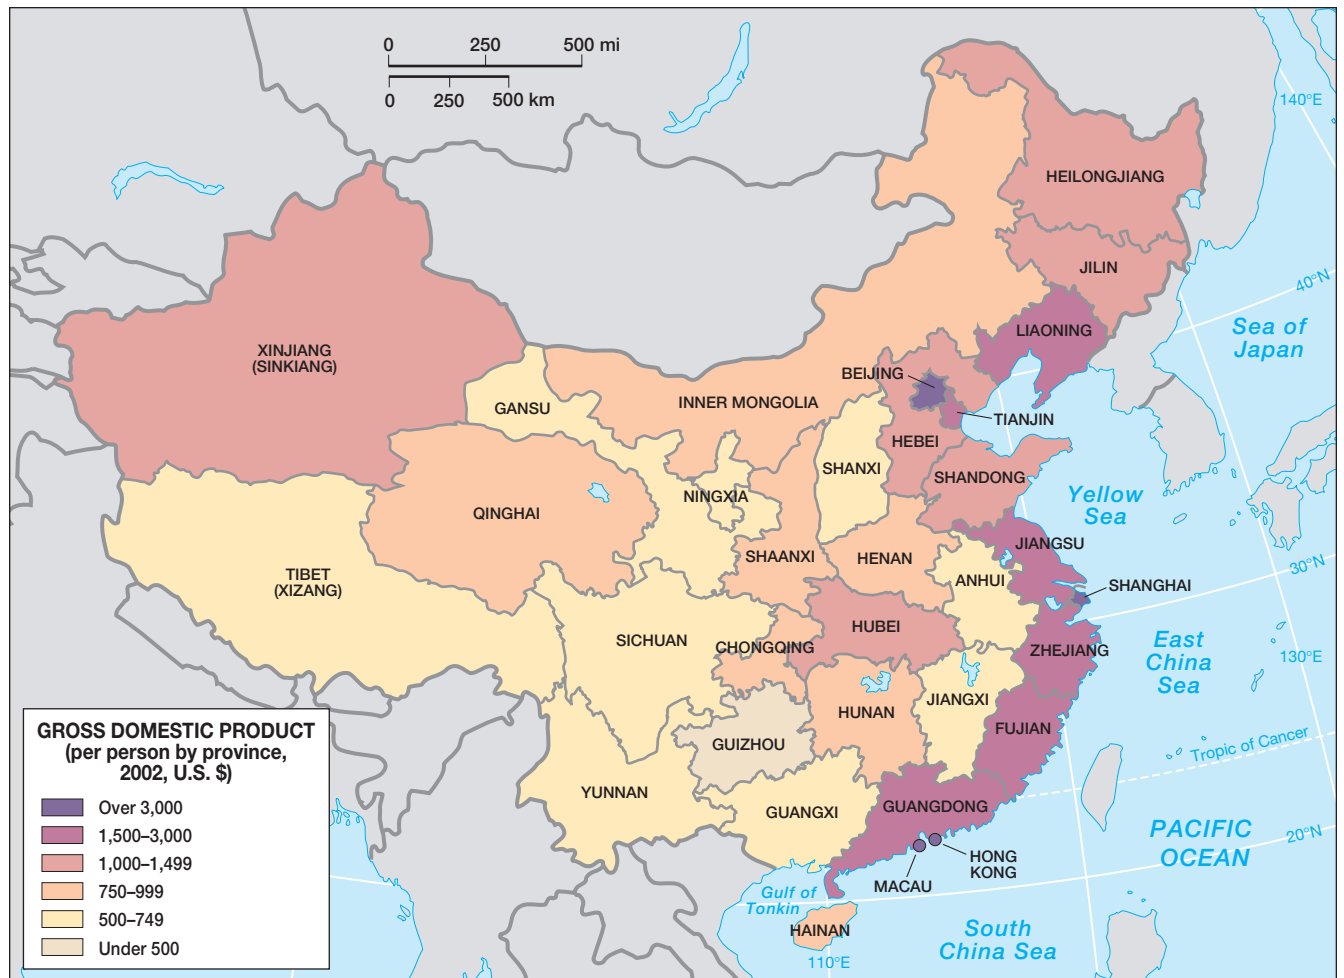 0 250 500 mi
0 250 500 km
140°E
HEILONGJIANG
JILIN
40°N
LIAONING
Sea of
Japan
XINJIANG
(SINKIANG)
BEIJING
GANSU
INNER MONGOLIA
TIANJIN
HEBEI
SHANXI
SHANDONG
NINGXIA
Yellow
Sea
QINGHAI
JIANGSU
SHAANXI
HENAN
30°N
TIBET
(XIZANG)
ANHUI
SHANGHAI
HUBEI
SICHUAN
CHONGQING
ZHEJIANG
East
China
Sea
130°E
JIANGXI
HUNAN
FUJIAN
GUIZHOU
Tropic of Cancer
YUNNAN
GUANGXI
GUANGDONG
PACIFIC
OCEAN
20°N
HONG
KONG
MACAU
Gulf of
Tonkin
HAINAN
South
China Sea
110°E
GROSS DOMESTIC PRODUCT
(per person by province,
2002, U.S. $)
Over 3,000
1,500–3,000
1,000–1,499
750–999
500–749
Under 500